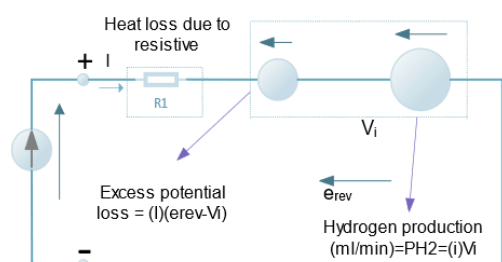 Heat loss due to
resistive
+ I
R1
Vi
Excess potential
loss = (I)(erev-Vi)
erev
Hydrogen production
(ml/min)=PH2=(i)Vi
-